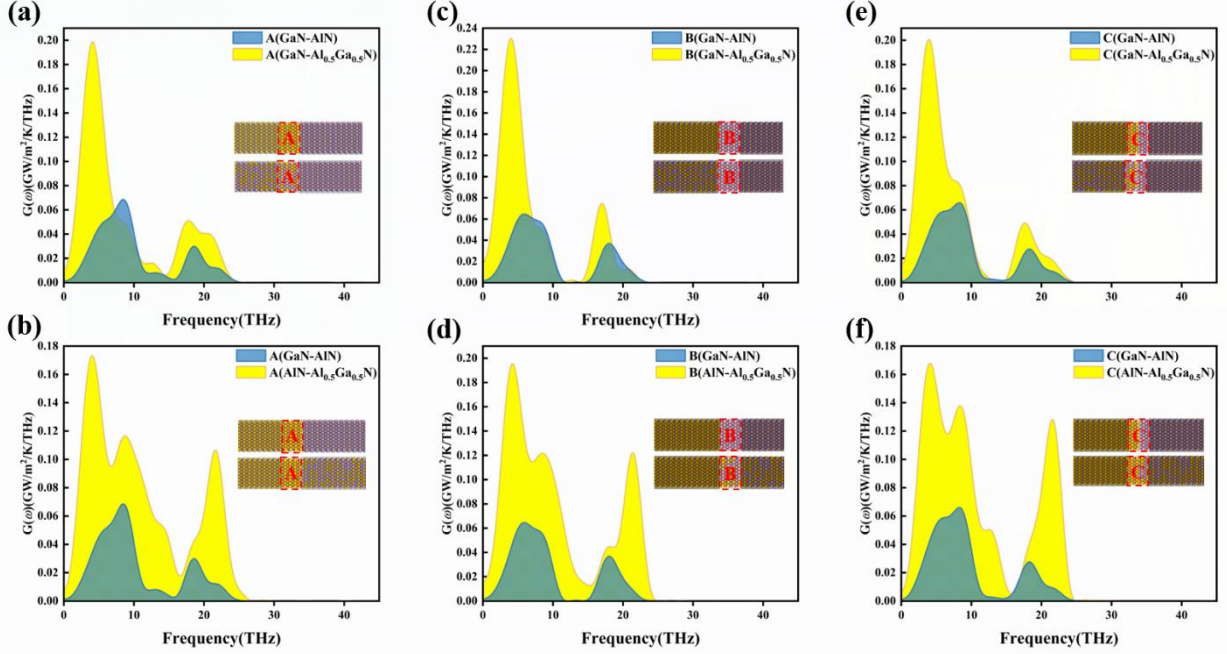 (a)
G(ω)(GW/m²/K/THz)
0.20
0.18
0.16
0.14
0.12
0.10
0.08
0.06
0.04
0.02
0.00
A(GaN-AlN)
A(GaN-Al₀.₅Ga₀.₅N)
A
A
0 10 20 30 40
Frequency(THz)
(c)
G(ω)(GW/m²/K/THz)
0.24
0.22
0.20
0.18
0.16
0.14
0.12
0.10
0.08
0.06
0.04
0.02
0.00
B(GaN-AlN)
B(GaN-Al₀.₅Ga₀.₅N)
B
B
0 10 20 30 40
Frequency(THz)
(e)
G(ω)(GW/m²/K/THz)
0.20
0.18
0.16
0.14
0.12
0.10
0.08
0.06
0.04
0.02
0.00
C(GaN-AlN)
C(GaN-Al₀.₅Ga₀.₅N)
C
C
0 10 20 30 40
Frequency(THz)
(b)
G(ω)(GW/m²/K/THz)
0.18
0.16
0.14
0.12
0.10
0.08
0.06
0.04
0.02
0.00
A(GaN-AlN)
A(AlN-Al₀.₅Ga₀.₅N)
A
A
0 10 20 30 40
Frequency(THz)
(d)
G(ω)(GW/m²/K/THz)
0.20
0.18
0.16
0.14
0.12
0.10
0.08
0.06
0.04
0.02
0.00
B(GaN-AlN)
B(AlN-Al₀.₅Ga₀.₅N)
B
B
0 10 20 30 40
Frequency(THz)
(f)
G(ω)(GW/m²/K/THz)
0.18
0.16
0.14
0.12
0.10
0.08
0.06
0.04
0.02
0.00
C(GaN-AlN)
C(AlN-Al₀.₅Ga₀.₅N)
C
C
0 10 20 30 40
Frequency(THz)